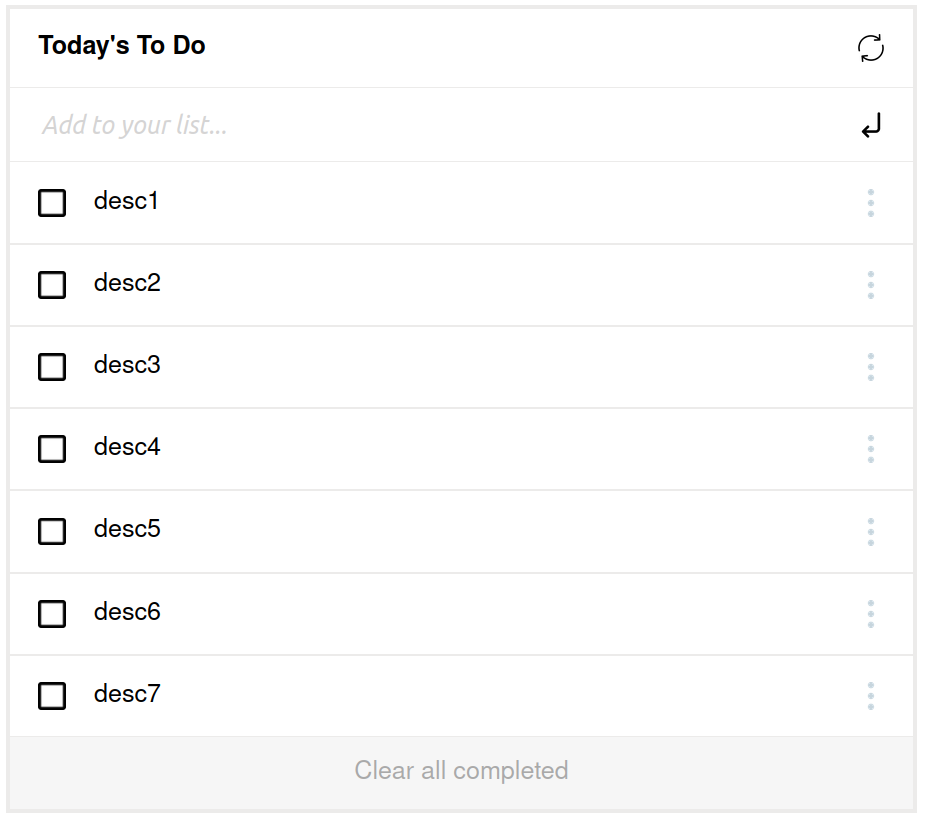 Today's To Do
Add to your list...
desc1
desc2
desc3
desc4
desc5
desc6
desc7
Clear all completed